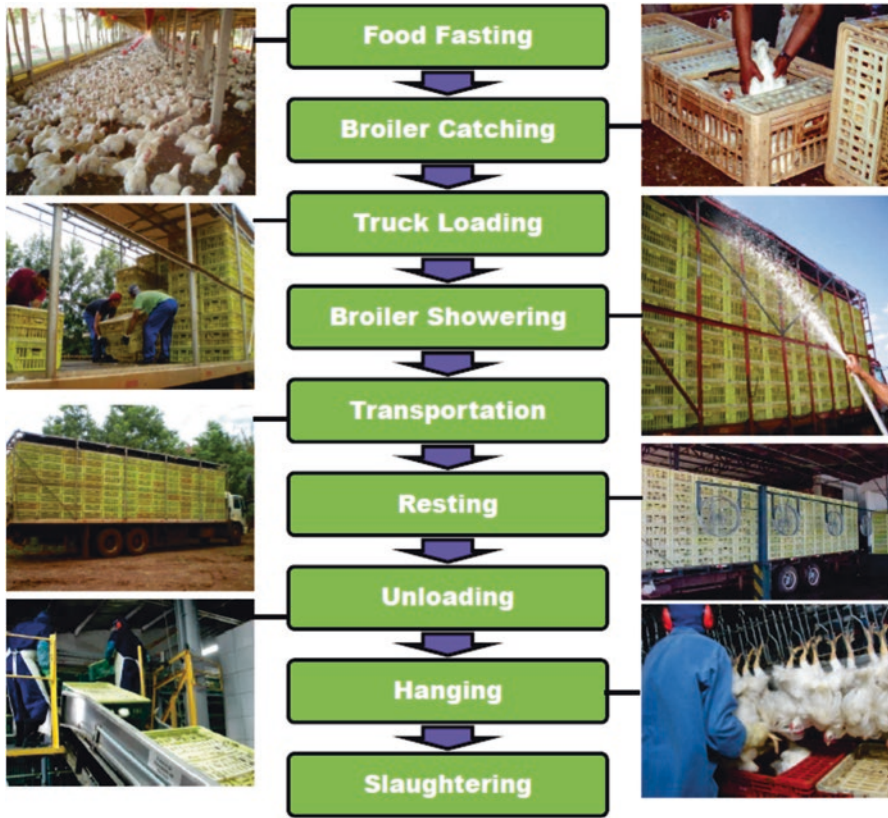 Food Fasting
Broiler Catching
Truck Loading
Broiler Showering
Transportation
Resting
Unloading
Hanging
Slaughtering